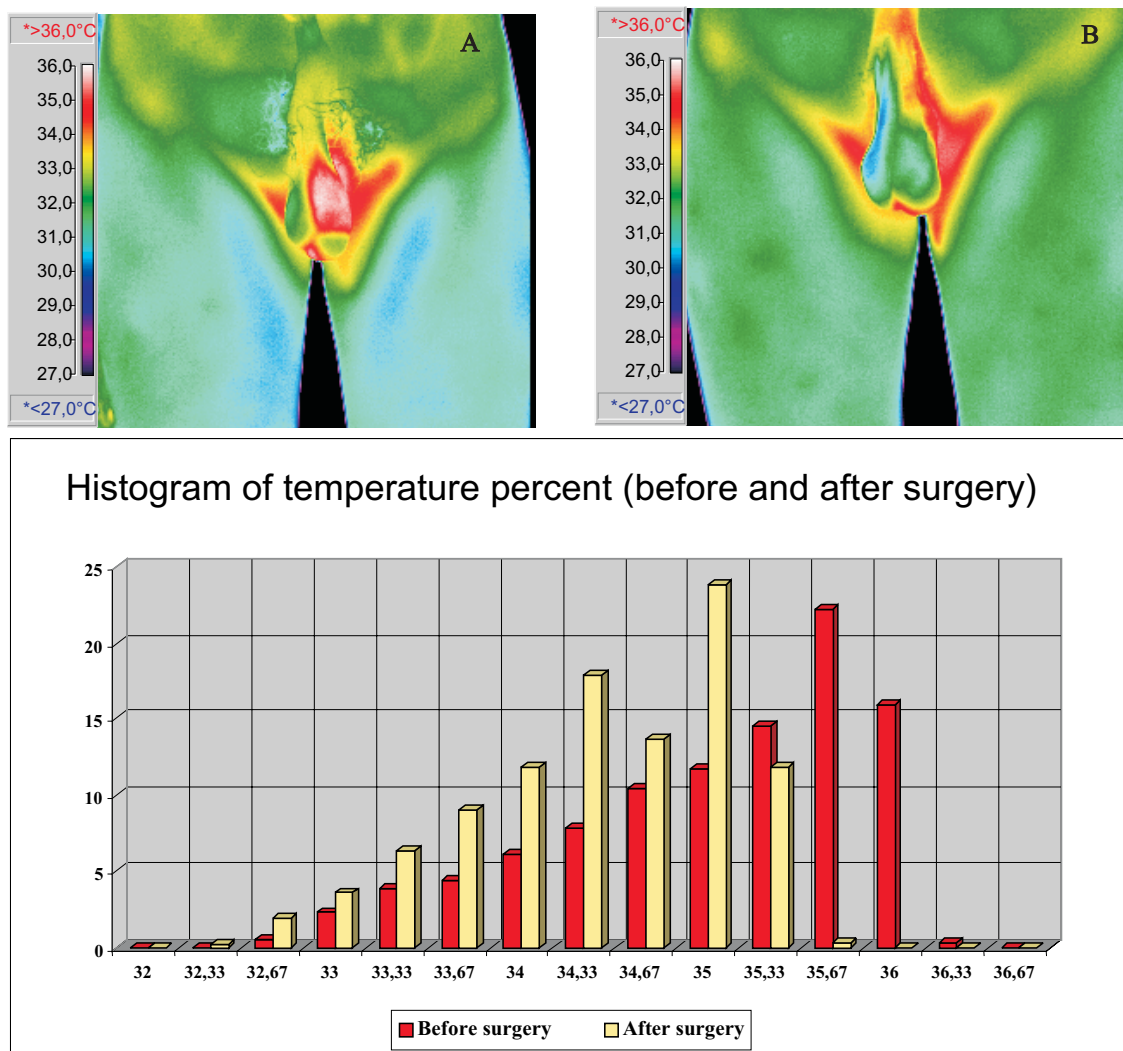 *>36,0°C
36,0
35,0
34,0
33,0
32,0
31,0
30,0
29,0
28,0
27,0
*<27,0°C
A
*>36,0°C
36,0
35,0
34,0
33,0
32,0
31,0
30,0
29,0
28,0
27,0
*<27,0°C
B
Histogram of temperature percent (before and after surgery)
25
20
15
10
5
0
32 32,33 32,67 33 33,33 33,67 34 34,33 34,67 35 35,33 35,67 36 36,33 36,67
Before surgery After surgery